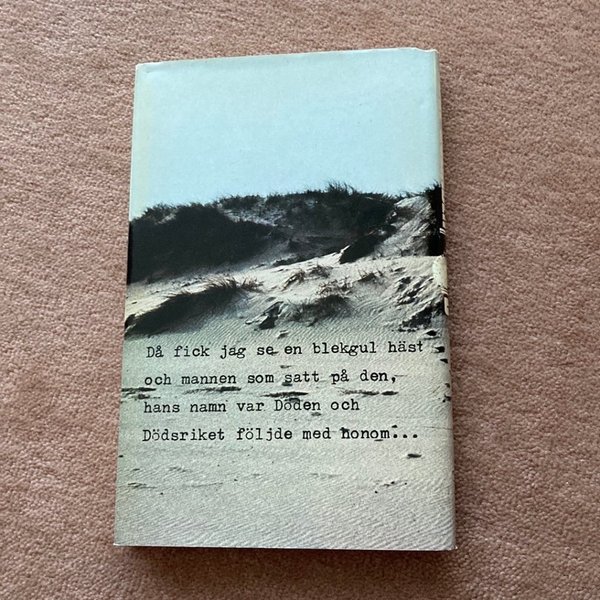 Då fick jag se en blekgul häst
och mannen som satt på den,
hans namn var Döden och
Dödsriket följde med honom...